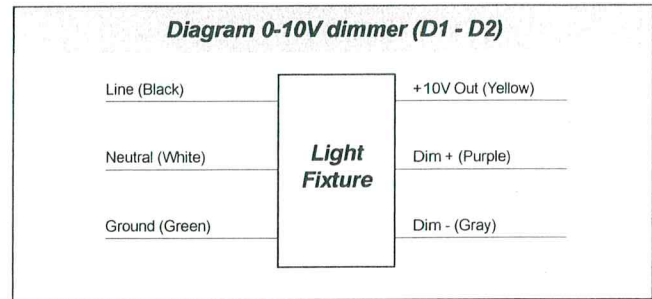 Diagram 0-10V dimmer (D1 - D2)
Line (Black)
+10V Out (Yellow)
Neutral (White)
Light
Fixture
Dim + (Purple)
Ground (Green)
Dim - (Gray)